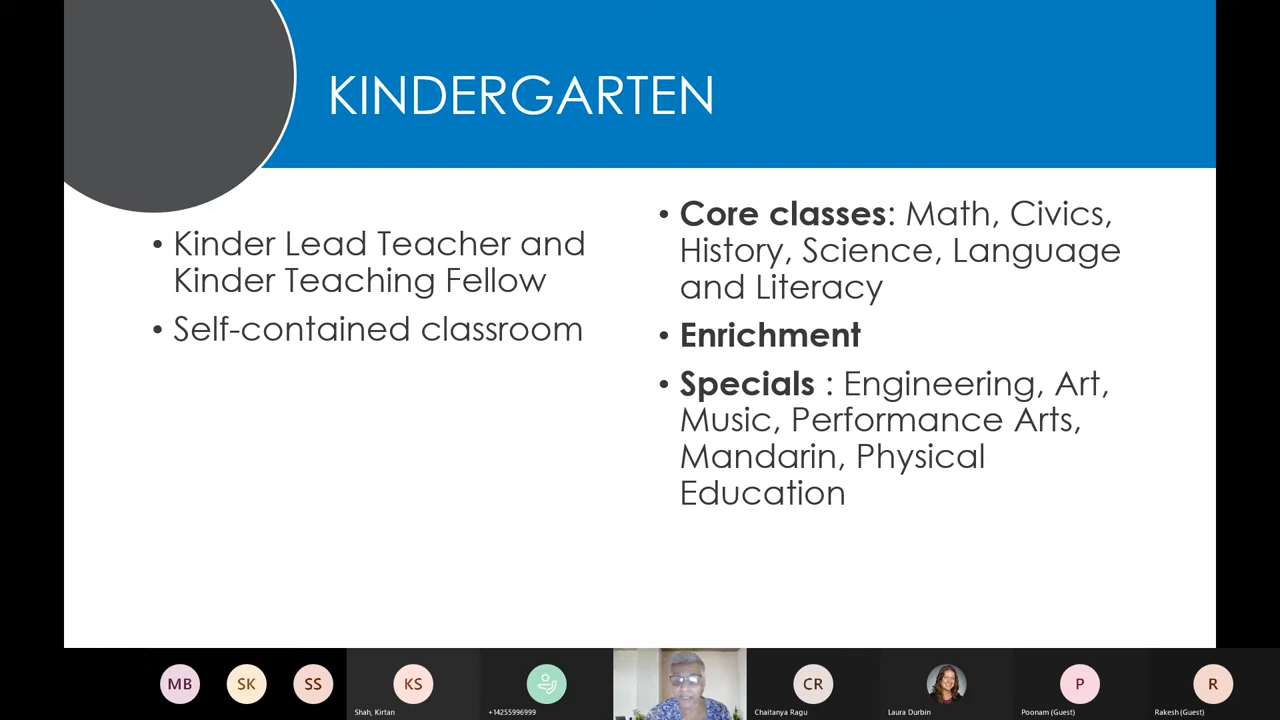 KINDERGARTEN
• Kinder Lead Teacher and
Kinder Teaching Fellow
• Self-contained classroom
• Core classes: Math, Civics,
History, Science, Language
and Literacy
• Enrichment
• Specials : Engineering, Art,
Music, Performance Arts,
Mandarin, Physical
Education
MB
SK
SS
KS
CR
P
R
Shah, Kirtan
+14255996999
Chaitanya Ragu
Laura Durbin
Poonam (Guest)
Rakesh (Guest)